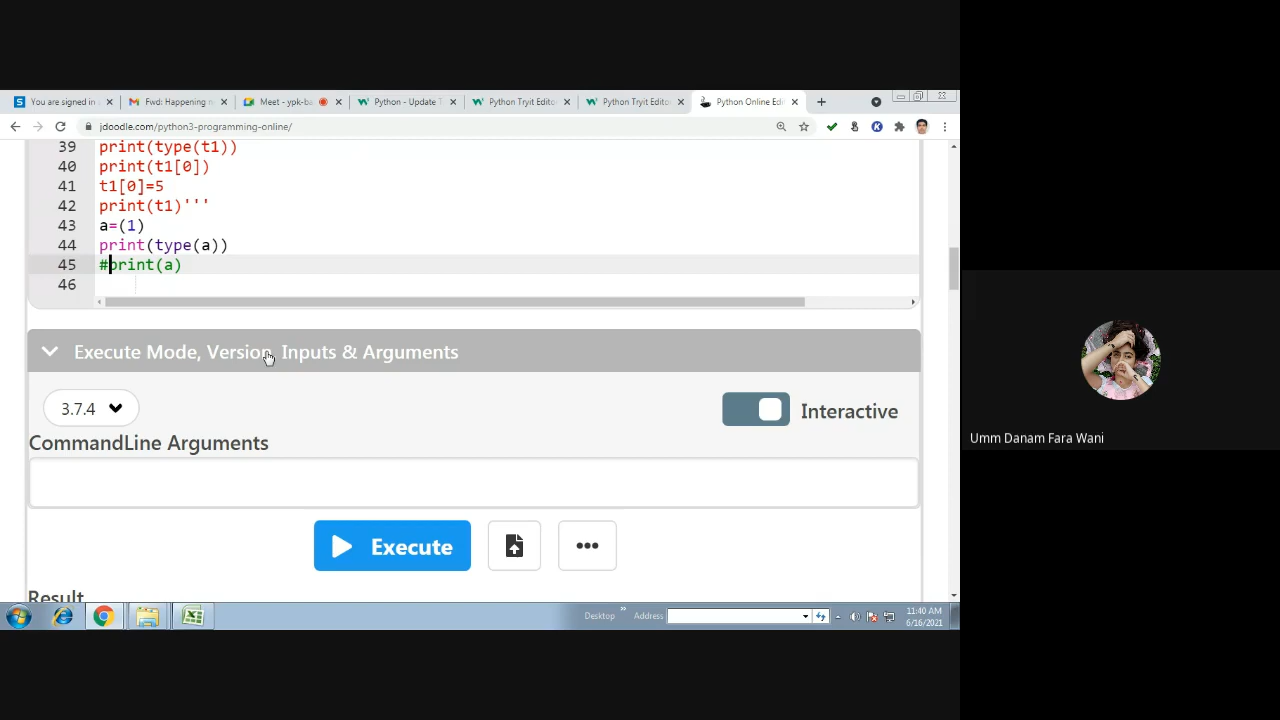 You are signed in
Fwd: Happening n
Meet - ypk-ba
Python - Update T
Python Tryit Editor
Python Tryit Editor
Python Online Edi
jdoodle.com/python3-programming-online/
39 print(type(t1))
40 print(t1[0])
41 t1[0]=5
42 print(t1)'''
43 a=(1)
44 print(type(a))
45 #print(a)
46
Execute Mode, Version, Inputs & Arguments
3.7.4
Interactive
CommandLine Arguments
Execute
Result
Desktop
Address
11:40 AM
6/16/2021
Umm Danam Fara Wani